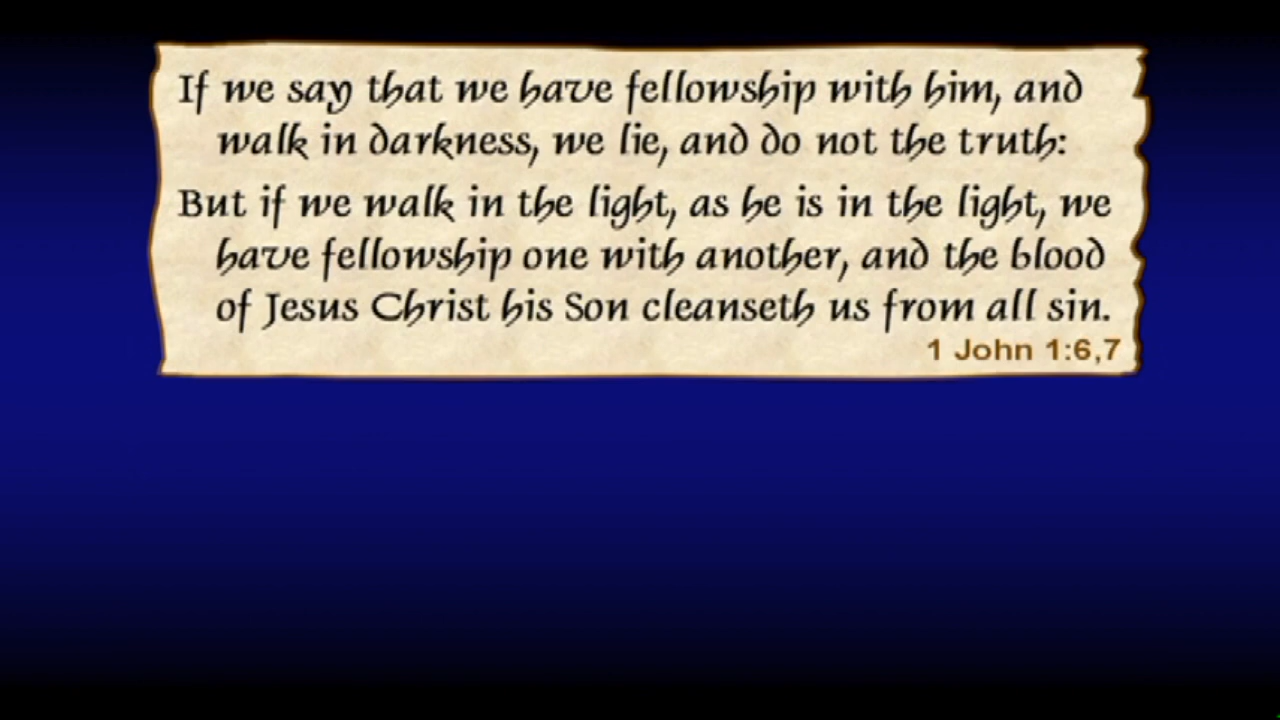 If we say that we have fellowship with him, and
walk in darkness, we lie, and do not the truth:
But if we walk in the light, as he is in the light, we
have fellowship one with another, and the blood
of Jesus Christ his Son cleanseth us from all sin.
1 John 1:6,7